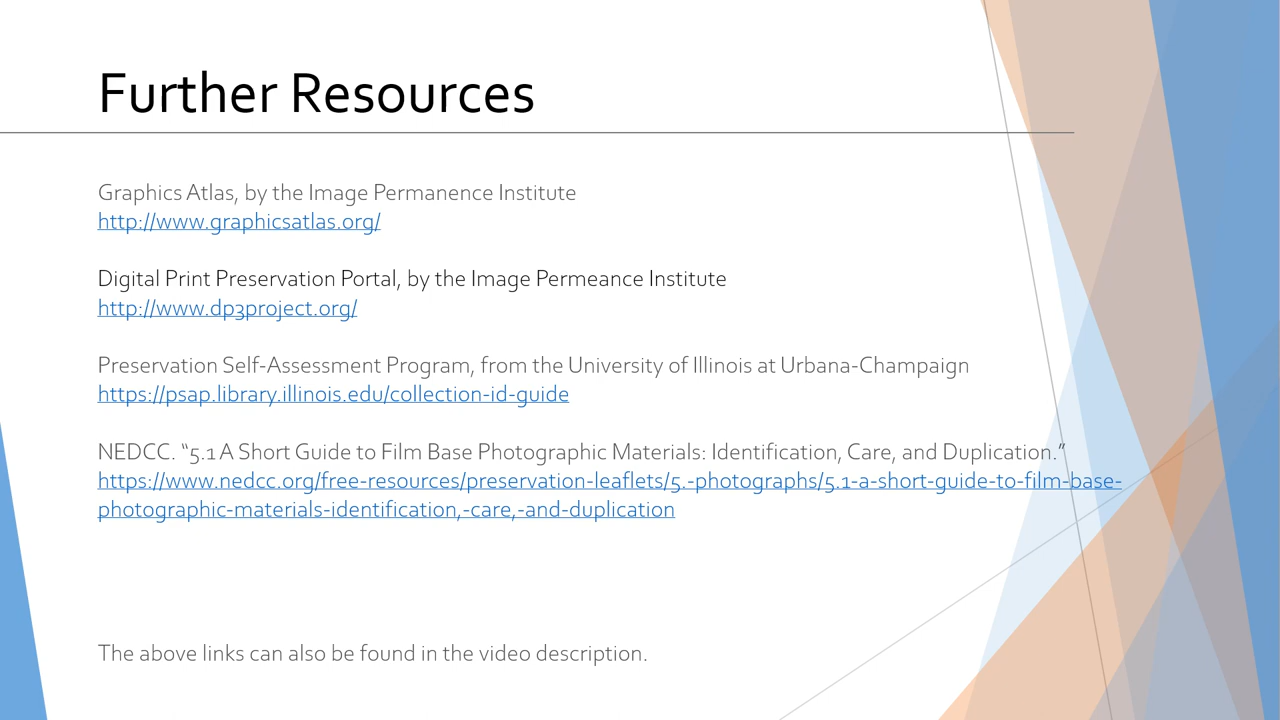 Further Resources
Graphics Atlas, by the Image Permanence Institute
http://www.graphicsatlas.org/
Digital Print Preservation Portal, by the Image Permeance Institute
http://www.dp3project.org/
Preservation Self-Assessment Program, from the University of Illinois at Urbana-Champaign
https://psap.library.illinois.edu/collection-id-guide
NEDCC. “5.1 A Short Guide to Film Base Photographic Materials: Identification, Care, and Duplication.”
https://www.nedcc.org/free-resources/preservation-leaflets/5.-photographs/5.1-a-short-guide-to-film-base-
photographic-materials-identification,-care,-and-duplication
The above links can also be found in the video description.